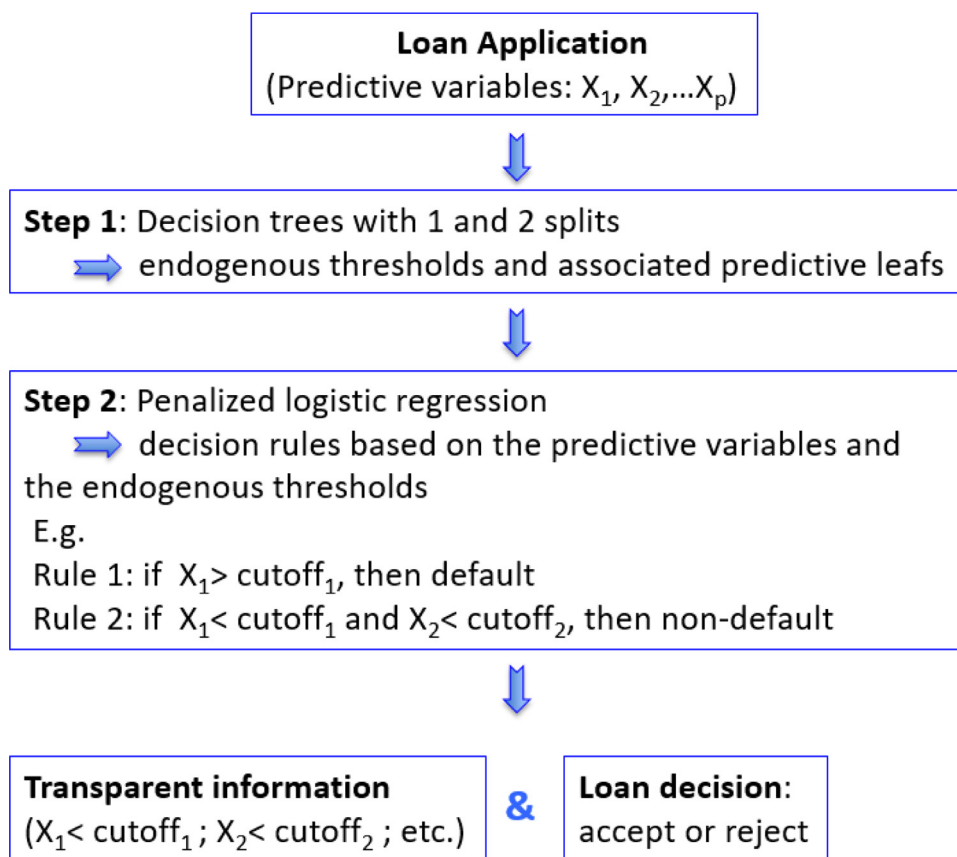 Loan Application
(Predictive variables: X₁, X₂,...Xₚ)
Step 1: Decision trees with 1 and 2 splits
endogenous thresholds and associated predictive leafs
Step 2: Penalized logistic regression
decision rules based on the predictive variables and
the endogenous thresholds
E.g.
Rule 1: if X₁> cutoff₁, then default
Rule 2: if X₁< cutoff₁ and X₂< cutoff₂, then non-default
Transparent information
(X₁< cutoff₁ ; X₂< cutoff₂ ; etc.)
&
Loan decision:
accept or reject